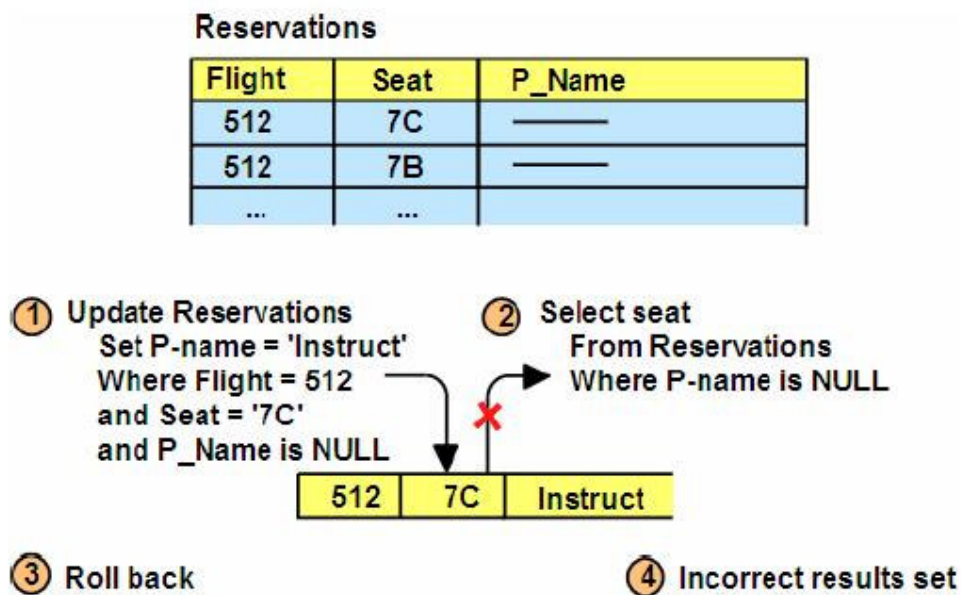 Reservations
Flight Seat P_Name
512 7C
512 7B
... ...
1 Update Reservations
Set P-name = 'Instruct'
Where Flight = 512
and Seat = '7C'
and P_Name is NULL
2 Select seat
From Reservations
Where P-name is NULL
512 7C Instruct
3 Roll back
4 Incorrect results set